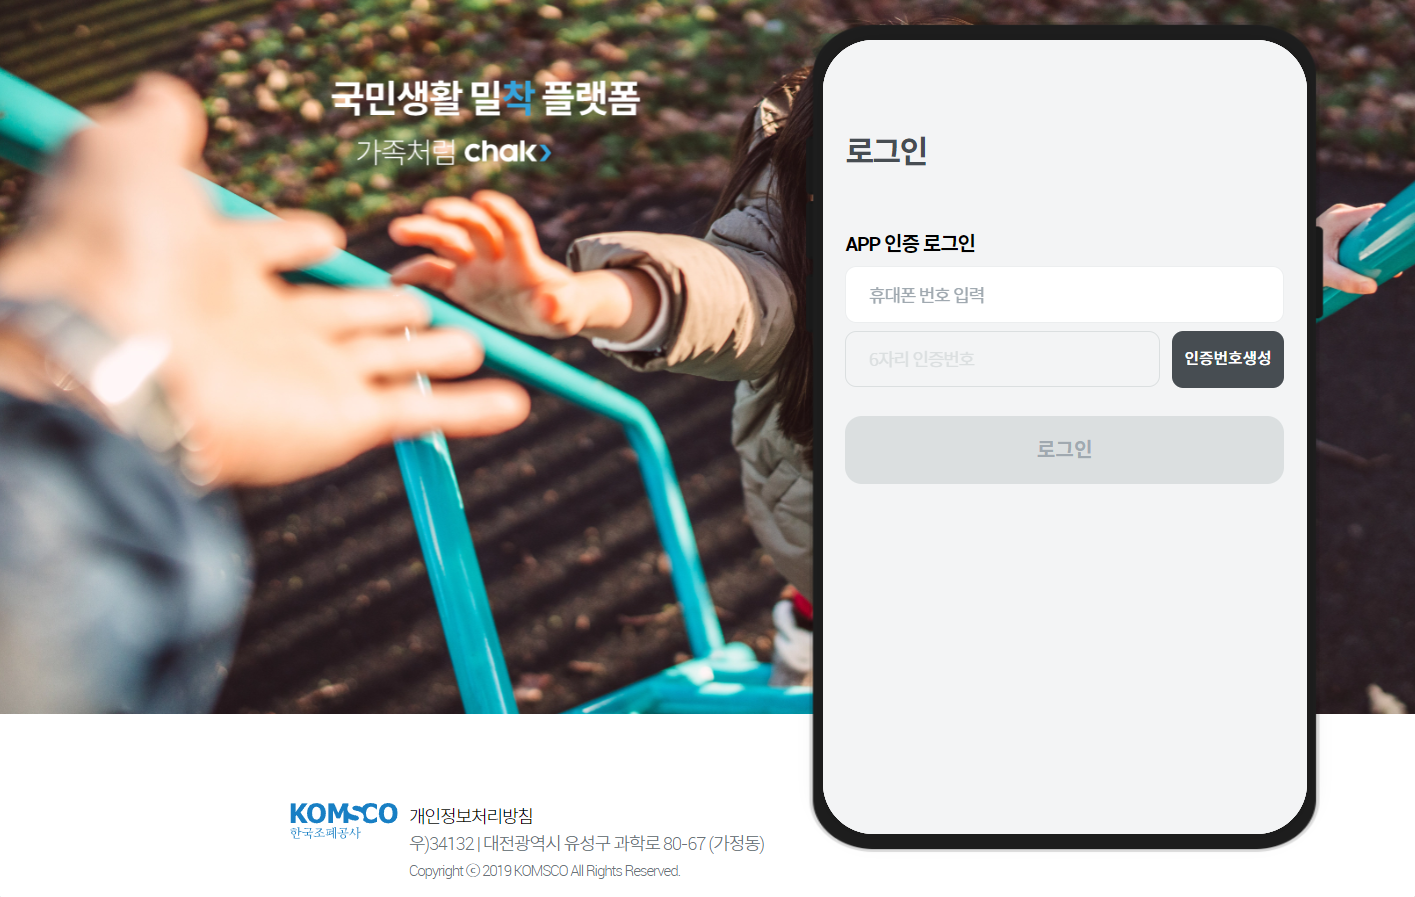 국민생활 밀착 플랫폼
가족처럼 chak
로그인
APP 인증 로그인
휴대폰 번호 입력
6자리 인증번호
인증번호생성
로그인
KOMSCO
한국조폐공사
개인정보처리방침
우)34132 | 대전광역시 유성구 과학로 80-67 (가정동)
Copyright ⓒ 2019 KOMSCO All Rights Reserved.